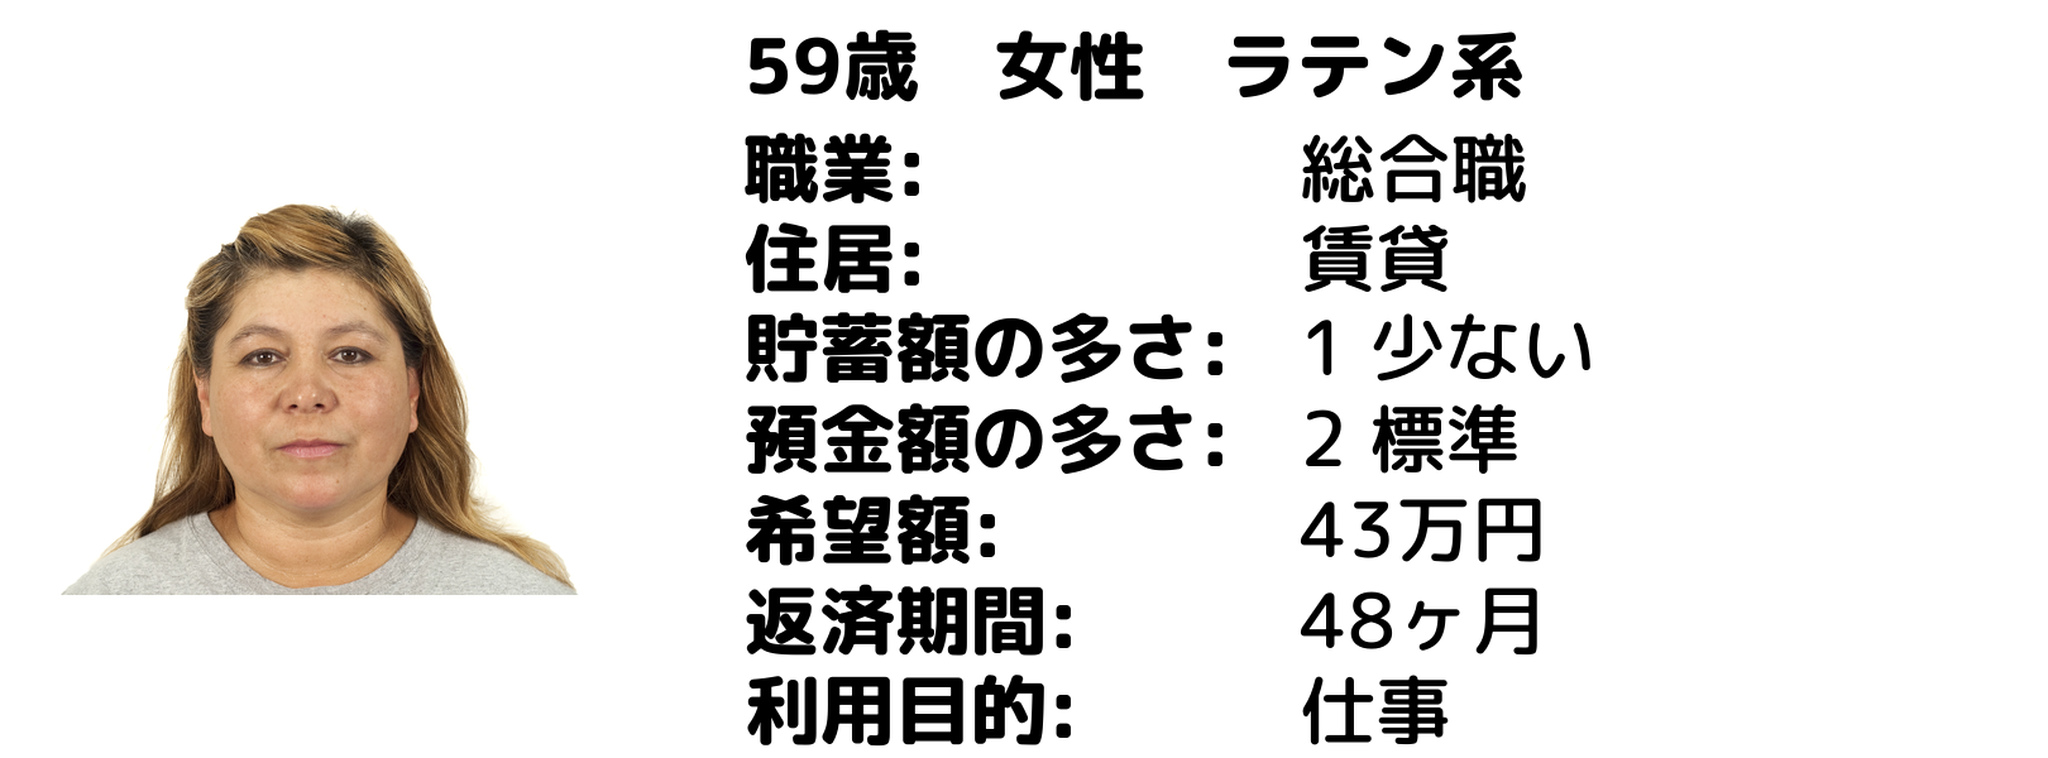 59歳　女性　ラテン系
職業: 総合職
住居: 賃貸
貯蓄額の多さ: 1 少ない
預金額の多さ: 2 標準
希望額: 43万円
返済期間: 48ヶ月
利用目的: 仕事